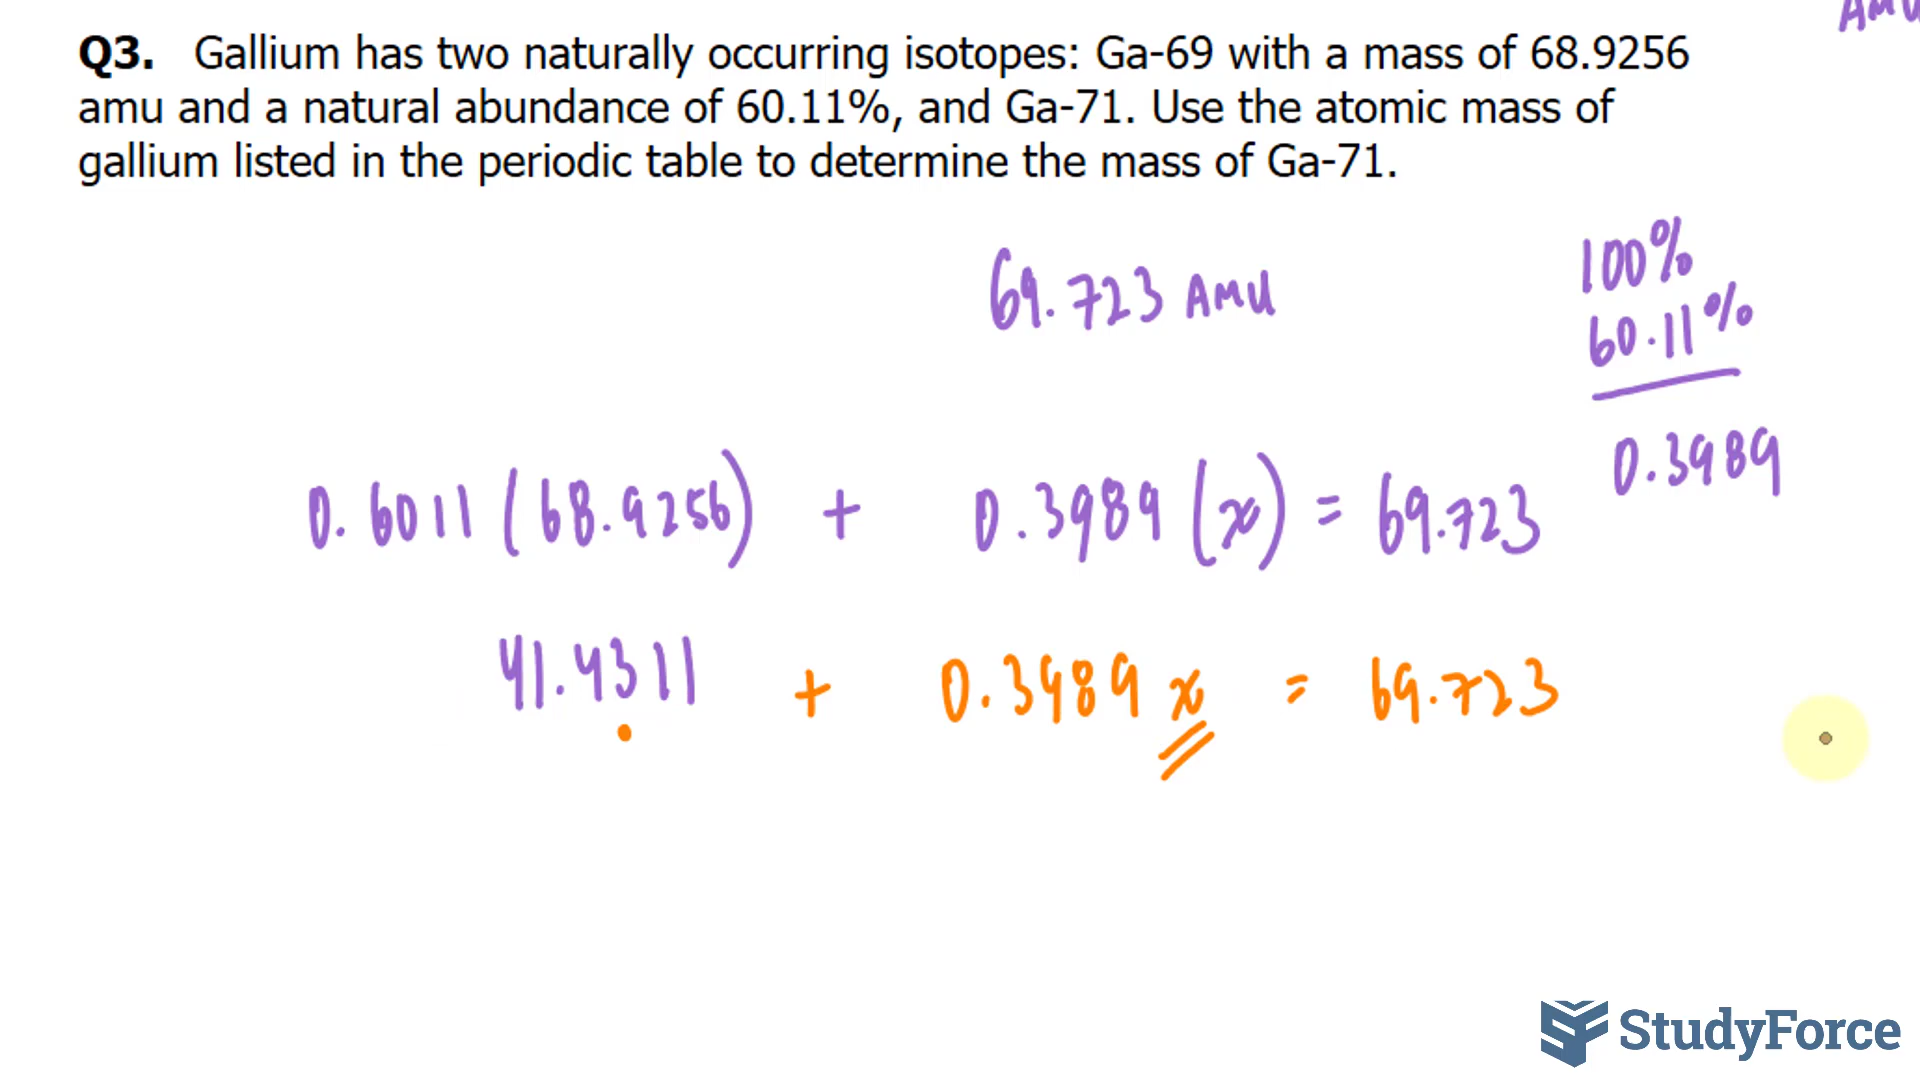 AMU
Q3. Gallium has two naturally occurring isotopes: Ga-69 with a mass of 68.9256
amu and a natural abundance of 60.11%, and Ga-71. Use the atomic mass of
gallium listed in the periodic table to determine the mass of Ga-71.
69.723 AMU
100%
60.11%
0.3989
0.6011 (68.9256) + 0.3989 (x) = 69.723
41.4311 + 0.3989 x = 69.723
StudyForce